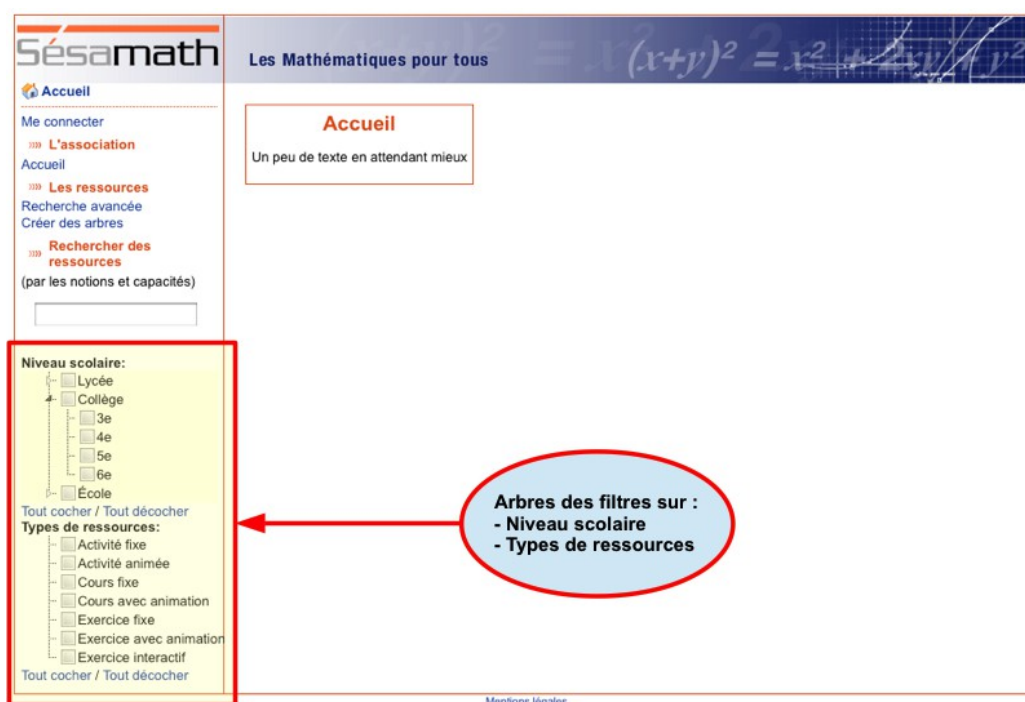 Sésamath
Les Mathématiques pour tous
(x+y)² = x² + 2xy + y²
Accueil
Me connecter
L'association
Accueil
Les ressources
Recherche avancée
Créer des arbres
Rechercher des
ressources
(par les notions et capacités)
Accueil
Un peu de texte en attendant mieux
Niveau scolaire:
Lycée
Collège
3e
4e
5e
6e
École
Tout cocher / Tout décocher
Types de ressources:
Activité fixe
Activité animée
Cours fixe
Cours avec animation
Exercice fixe
Exercice avec animation
Exercice interactif
Tout cocher / Tout décocher
Arbres des filtres sur :
- Niveau scolaire
- Types de ressources
Mentions légales